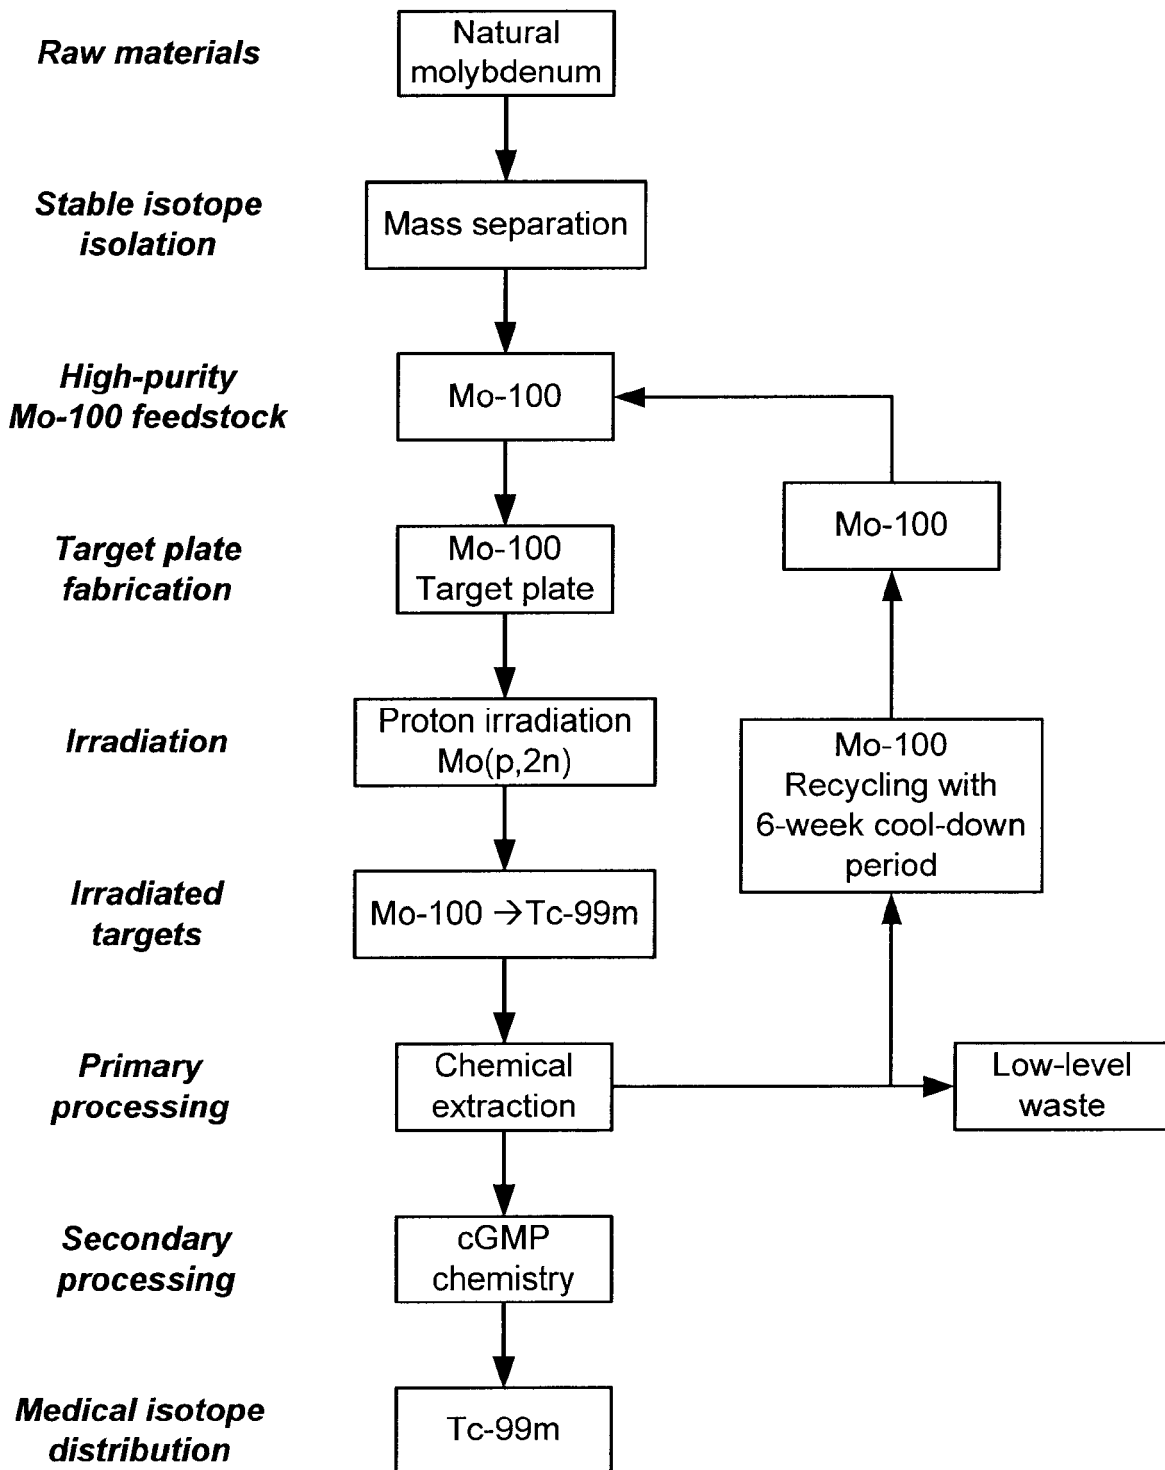 Raw materials
Natural
molybdenum
Stable isotope
isolation
Mass separation
High-purity
Mo-100 feedstock
Mo-100
Mo-100
Target plate
fabrication
Mo-100
Target plate
Irradiation
Proton irradiation
Mo(p,2n)
Mo-100
Recycling with
6-week cool-down
period
Irradiated
targets
Mo-100 →Tc-99m
Primary
processing
Chemical
extraction
Low-level
waste
Secondary
processing
cGMP
chemistry
Medical isotope
distribution
Tc-99m